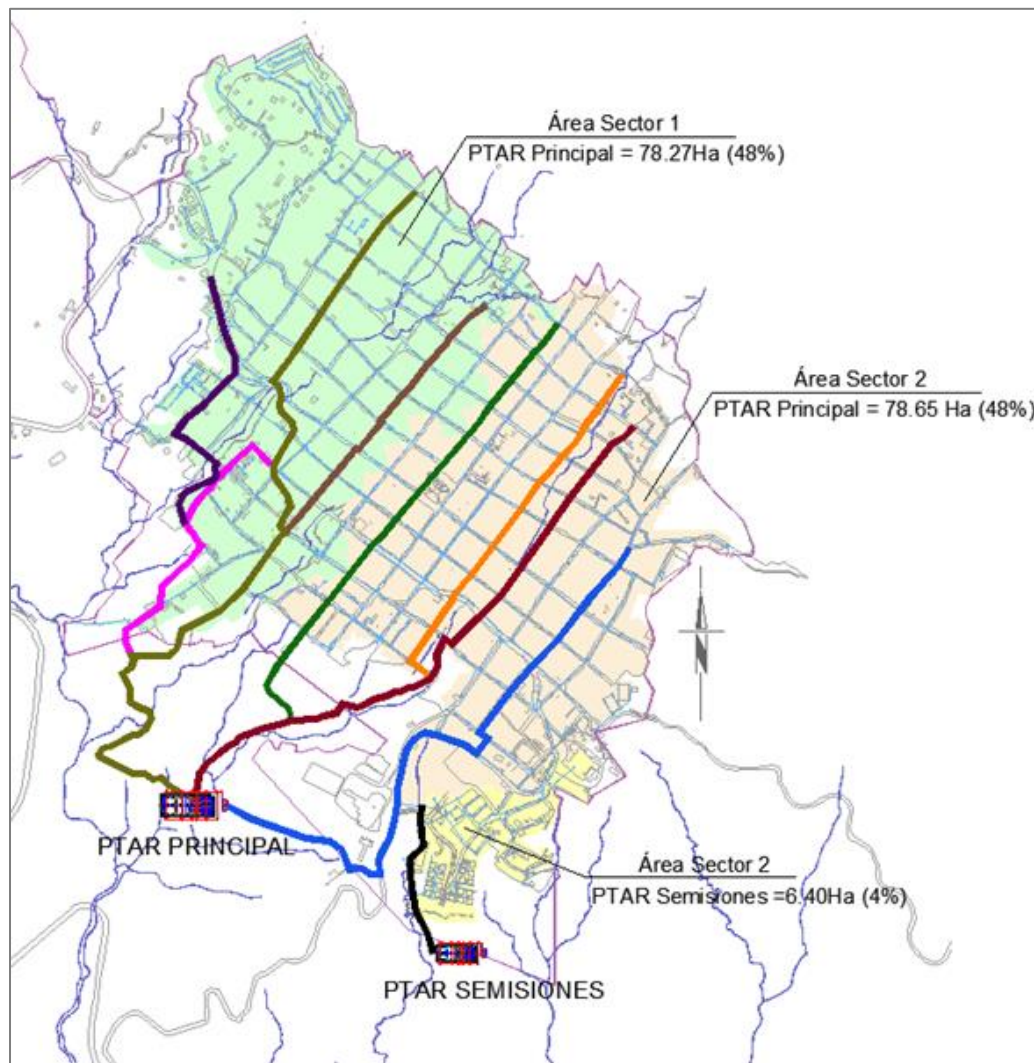 Área Sector 1
PTAR Principal = 78.27Ha (48%)
Área Sector 2
PTAR Principal = 78.65 Ha (48%)
PTAR PRINCIPAL
Área Sector 2
PTAR Semisiones =6.40Ha (4%)
PTAR SEMISIONES